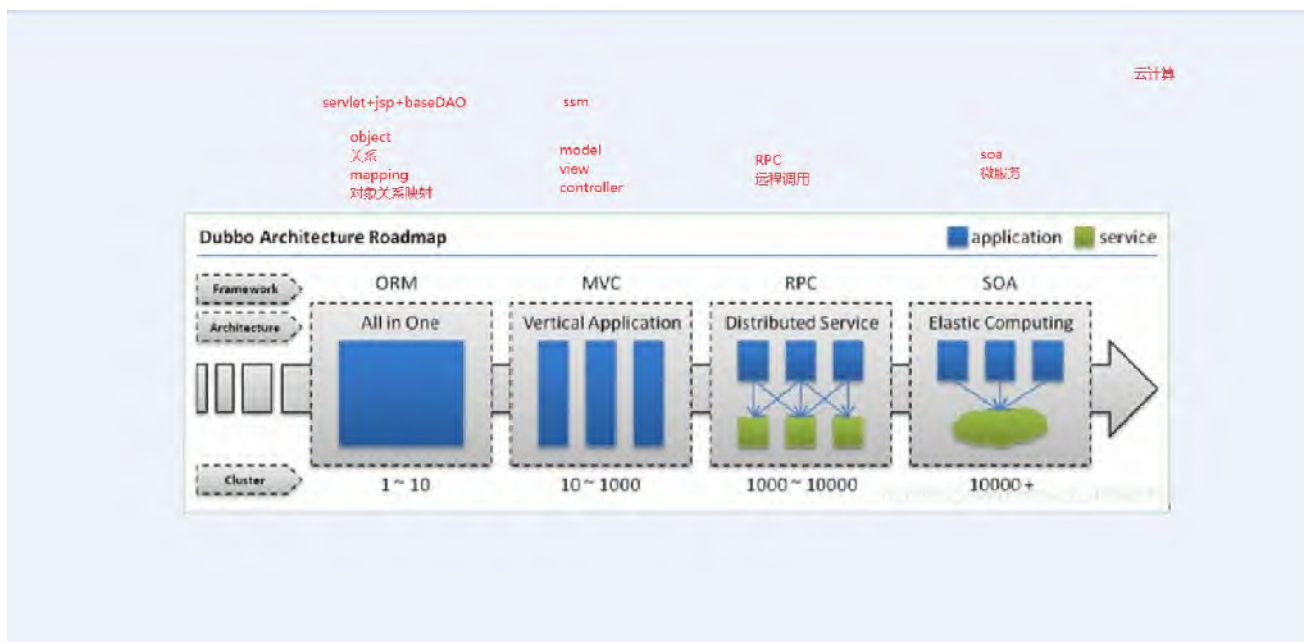 云计算
servlet+jsp+baseDAO
ssm
object
关系
mapping
对象关系映射
model
view
controller
RPC
远程调用
soa
微服务
Dubbo Architecture Roadmap
application
service
Framework
ORM
MVC
RPC
SOA
Architecture
All in One
Vertical Application
Distributed Service
Elastic Computing
Cluster
1 ~ 10
10 ~ 1000
1000 ~ 10000
10000 +